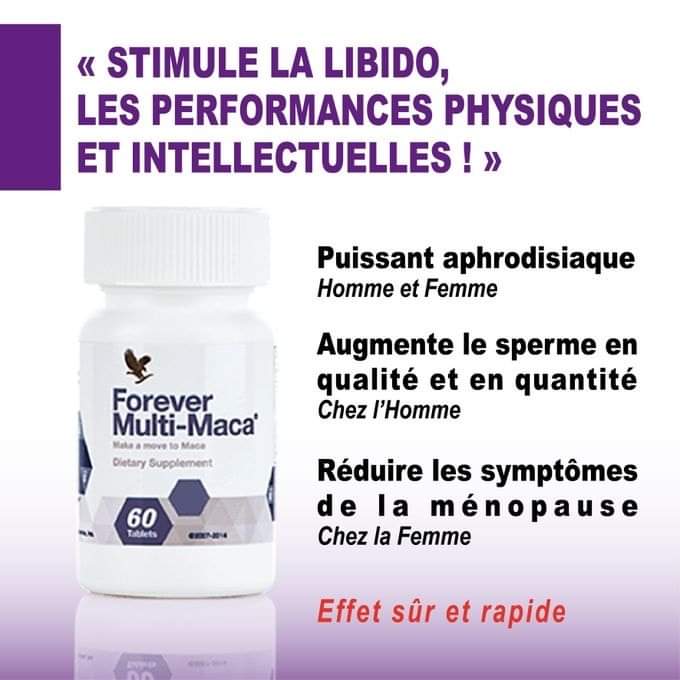 « STIMULE LA LIBIDO,
LES PERFORMANCES PHYSIQUES
ET INTELLECTUELLES ! »
Puissant aphrodisiaque
Homme et Femme
Augmente le sperme en
qualité et en quantité
Chez l'Homme
Réduire les symptômes
de la ménopause
Chez la Femme
Effet sûr et rapide
Forever
Multi-Maca®
Make a move to Maca
Dietary Supplement
60
Tablets
©2007-2014